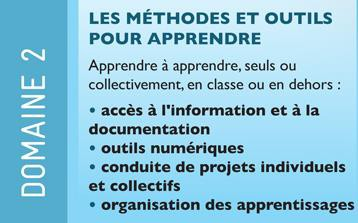 DOMAINE 2
LES MÉTHODES ET OUTILS
POUR APPRENDRE
Apprendre à apprendre, seuls ou
collectivement, en classe ou en dehors :
• accès à l'information et à la
documentation
• outils numériques
• conduite de projets individuels
et collectifs
• organisation des apprentissages